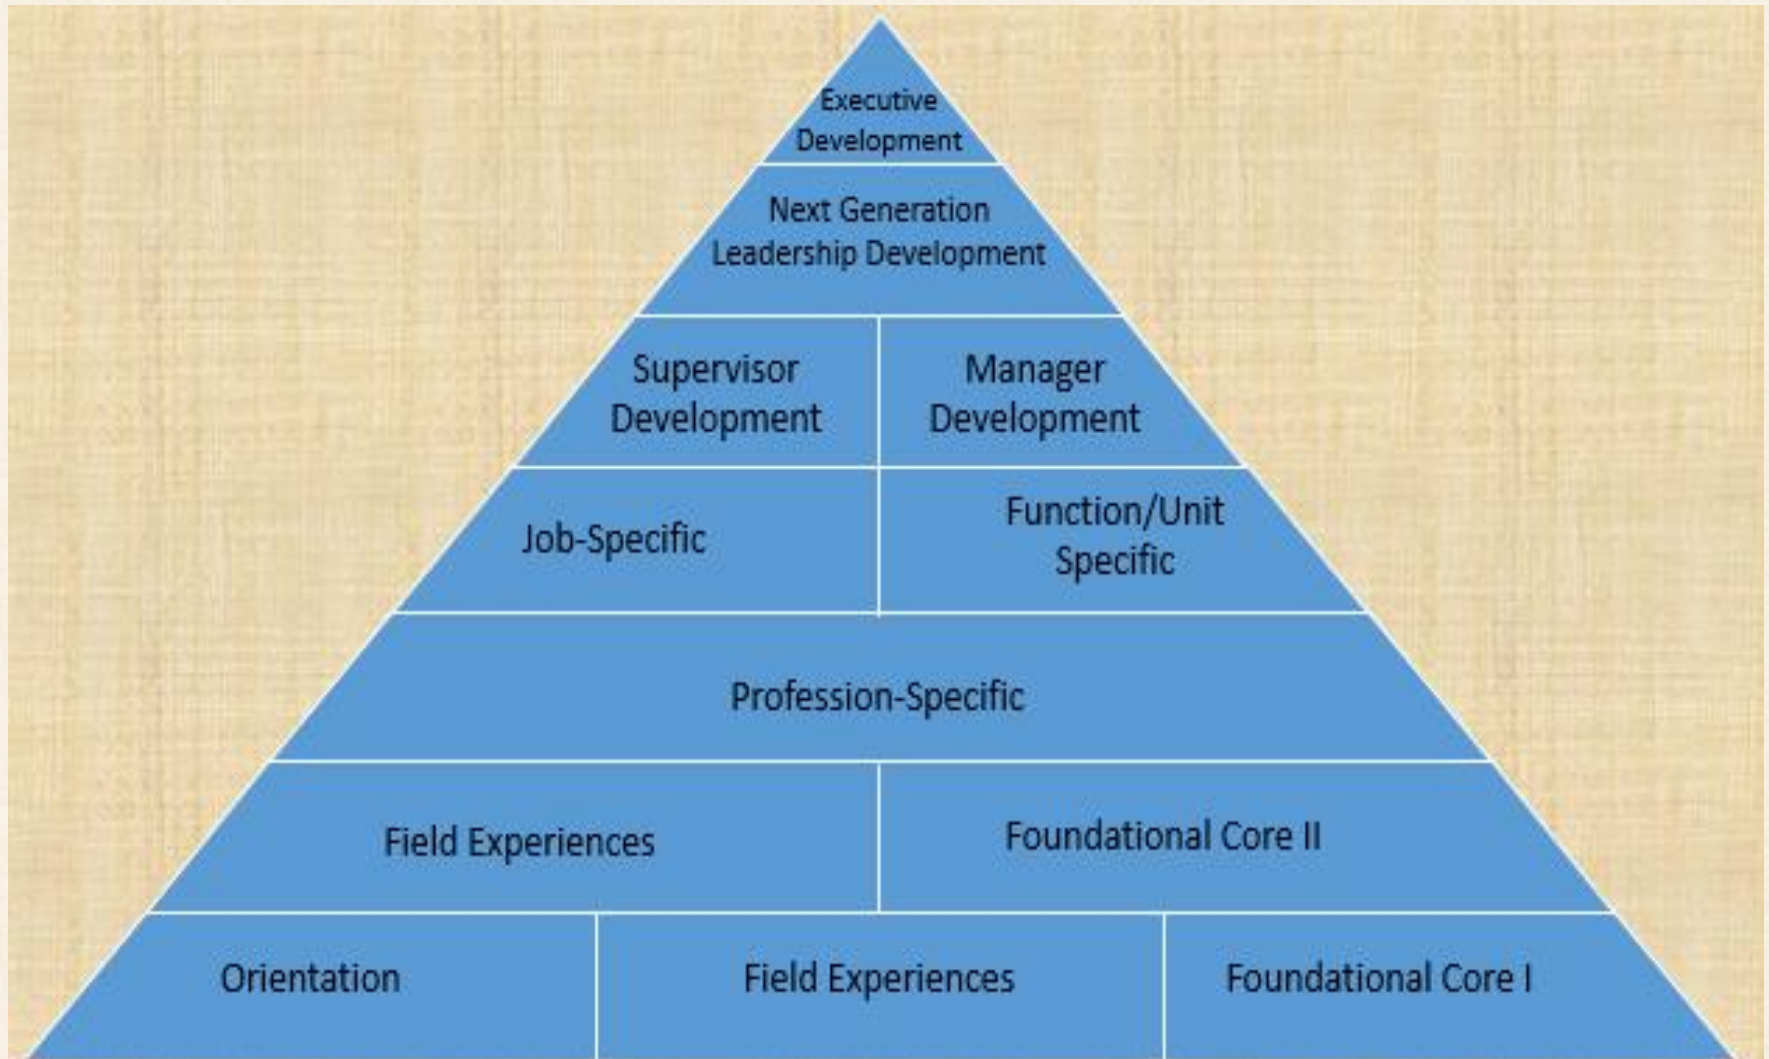 Executive
Development
Next Generation
Leadership Development
Supervisor
Development
Manager
Development
Job-Specific
Function/Unit
Specific
Profession-Specific
Field Experiences
Foundational Core II
Orientation
Field Experiences
Foundational Core I